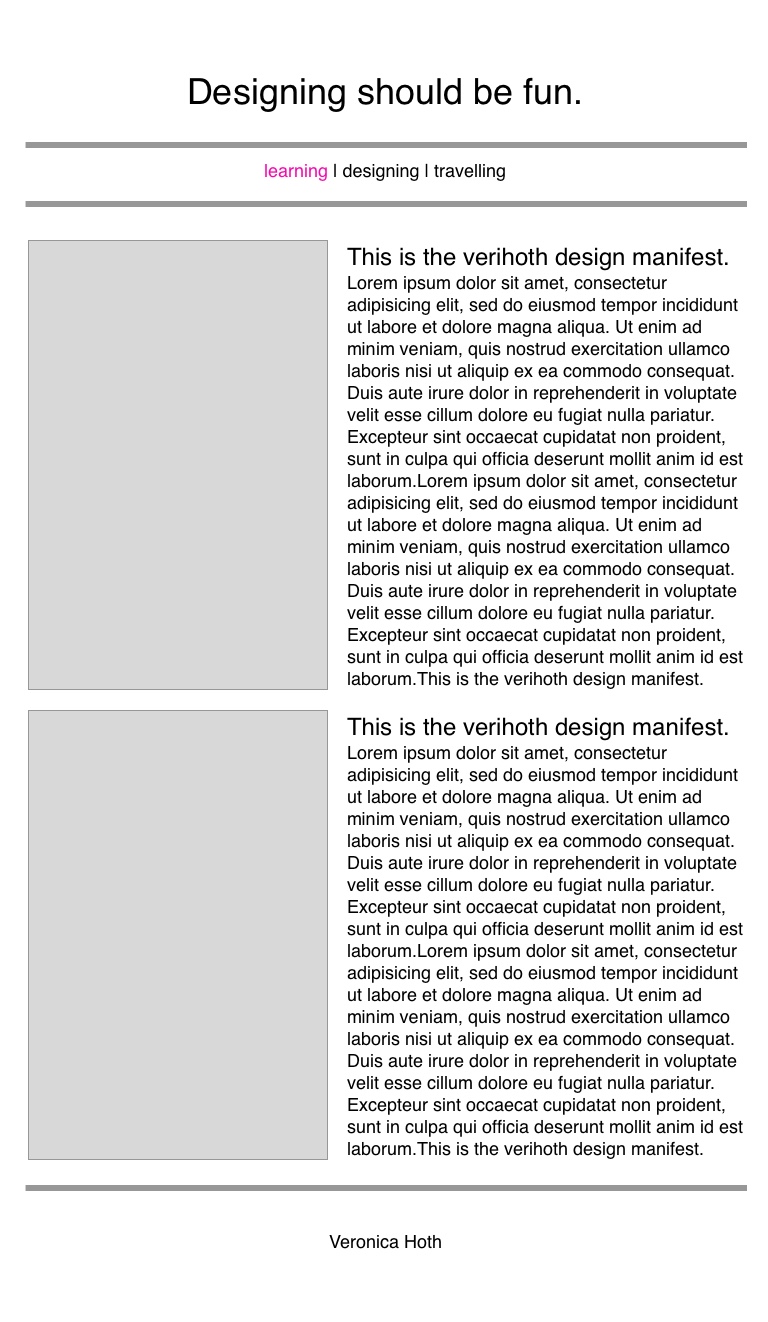 Designing should be fun.
learning | designing | travelling
This is the verihoth design manifest.
Lorem ipsum dolor sit amet, consectetur
adipisicing elit, sed do eiusmod tempor incididunt
ut labore et dolore magna aliqua. Ut enim ad
minim veniam, quis nostrud exercitation ullamco
laboris nisi ut aliquip ex ea commodo consequat.
Duis aute irure dolor in reprehenderit in voluptate
velit esse cillum dolore eu fugiat nulla pariatur.
Excepteur sint occaecat cupidatat non proident,
sunt in culpa qui officia deserunt mollit anim id est
laborum.Lorem ipsum dolor sit amet, consectetur
adipisicing elit, sed do eiusmod tempor incididunt
ut labore et dolore magna aliqua. Ut enim ad
minim veniam, quis nostrud exercitation ullamco
laboris nisi ut aliquip ex ea commodo consequat.
Duis aute irure dolor in reprehenderit in voluptate
velit esse cillum dolore eu fugiat nulla pariatur.
Excepteur sint occaecat cupidatat non proident,
sunt in culpa qui officia deserunt mollit anim id est
laborum.This is the verihoth design manifest.
This is the verihoth design manifest.
Lorem ipsum dolor sit amet, consectetur
adipisicing elit, sed do eiusmod tempor incididunt
ut labore et dolore magna aliqua. Ut enim ad
minim veniam, quis nostrud exercitation ullamco
laboris nisi ut aliquip ex ea commodo consequat.
Duis aute irure dolor in reprehenderit in voluptate
velit esse cillum dolore eu fugiat nulla pariatur.
Excepteur sint occaecat cupidatat non proident,
sunt in culpa qui officia deserunt mollit anim id est
laborum.Lorem ipsum dolor sit amet, consectetur
adipisicing elit, sed do eiusmod tempor incididunt
ut labore et dolore magna aliqua. Ut enim ad
minim veniam, quis nostrud exercitation ullamco
laboris nisi ut aliquip ex ea commodo consequat.
Duis aute irure dolor in reprehenderit in voluptate
velit esse cillum dolore eu fugiat nulla pariatur.
Excepteur sint occaecat cupidatat non proident,
sunt in culpa qui officia deserunt mollit anim id est
laborum.This is the verihoth design manifest.
Veronica Hoth